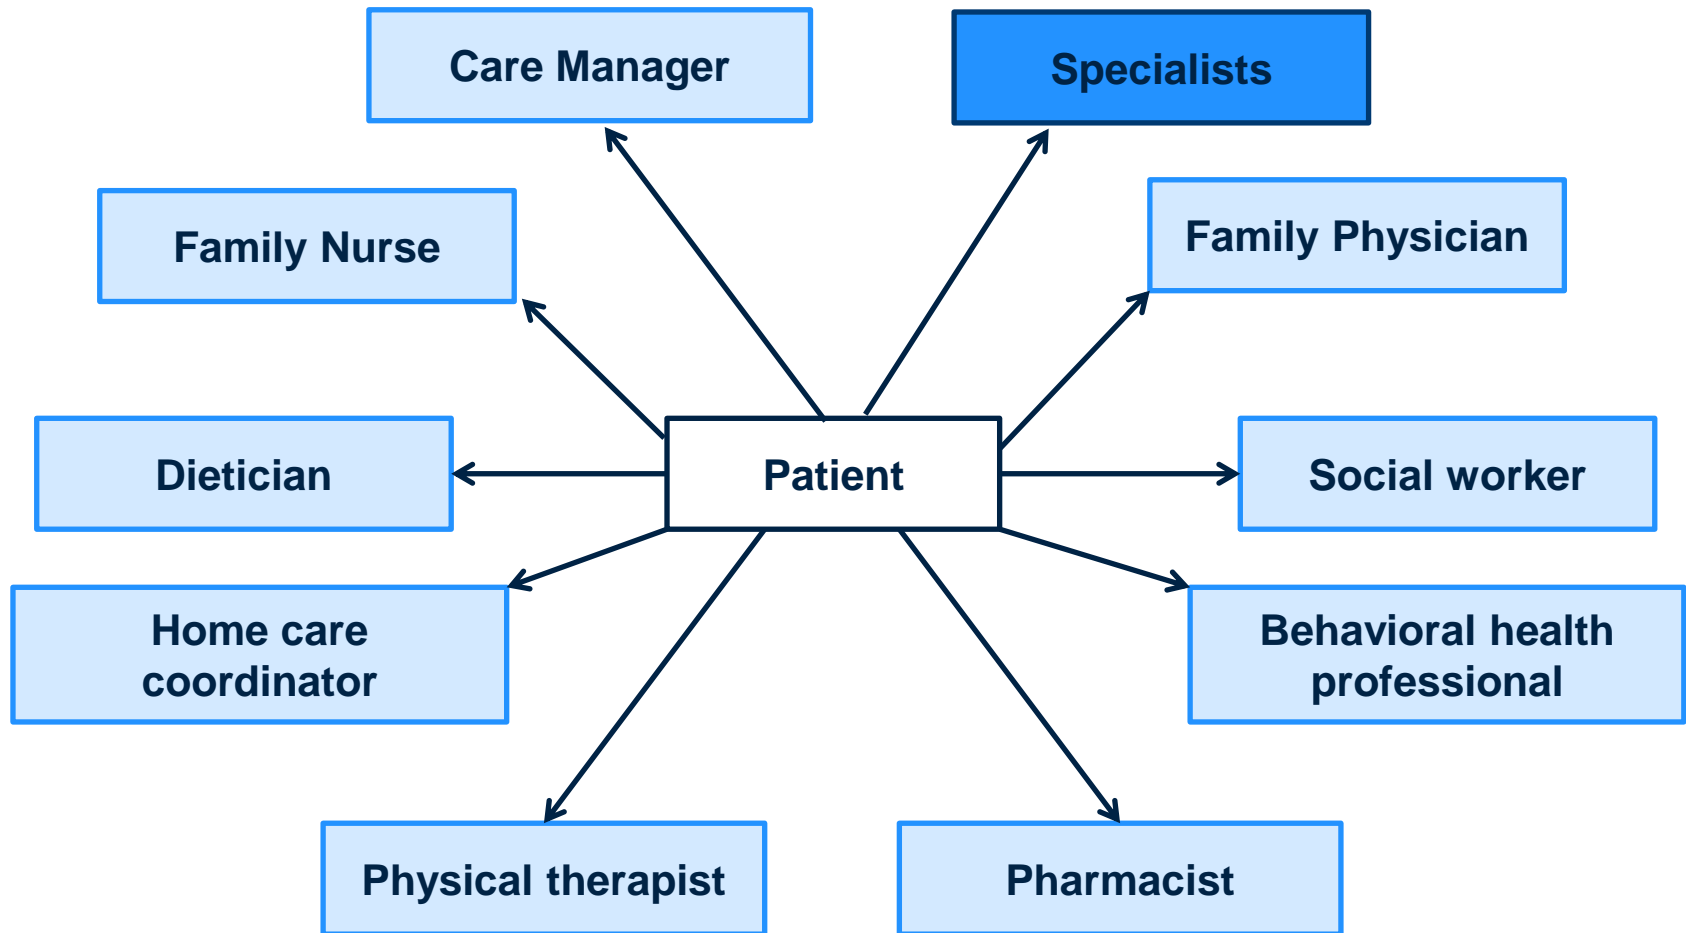 Care Manager
Specialists
Family Nurse
Family Physician
Dietician
Patient
Social worker
Home care
coordinator
Behavioral health
professional
Physical therapist
Pharmacist